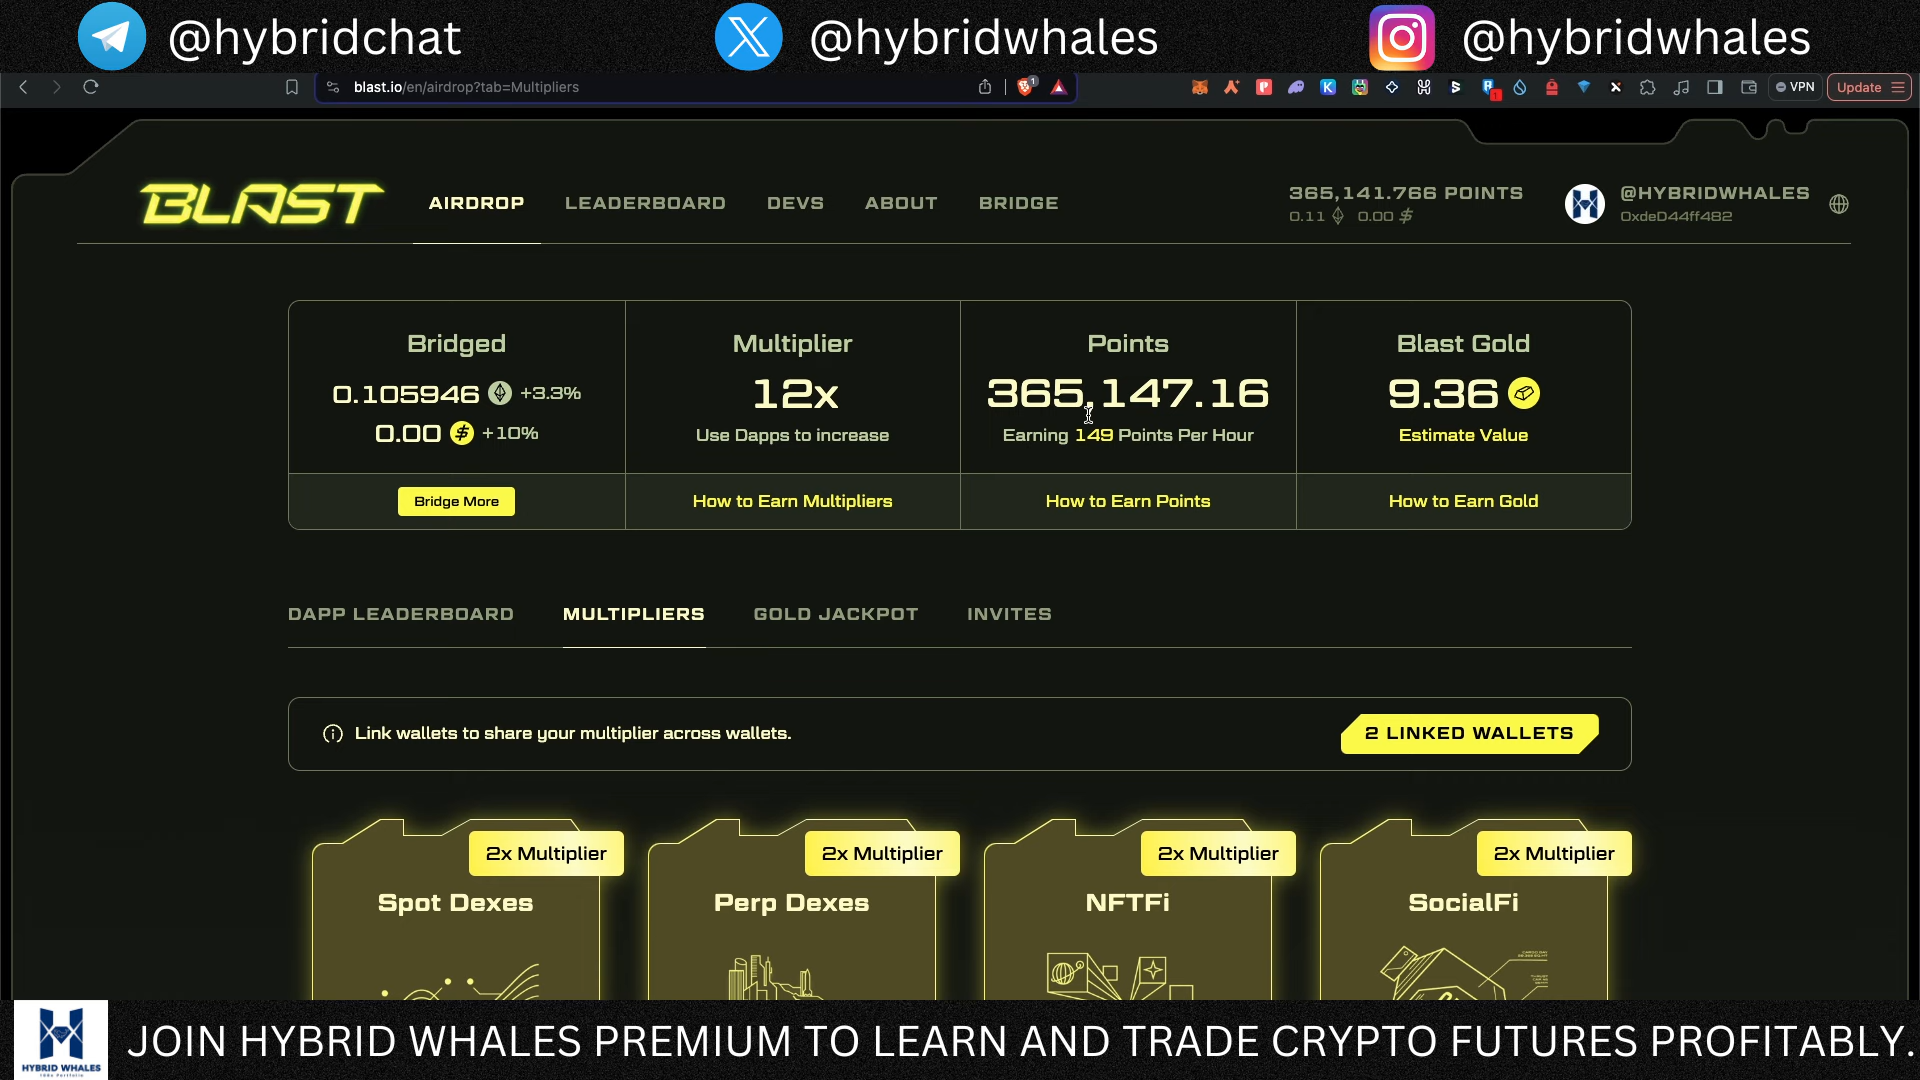 @hybridchat
@hybridwhales
@hybridwhales
blast.io/en/airdrop?tab=Multipliers
VPN
Update
BLAST
AIRDROP
LEADERBOARD
DEVS
ABOUT
BRIDGE
365,141.766 POINTS
0.11 0.00
@HYBRIDWHALES
0xdeD44ff482
Bridged
0.105946 +3.3%
0.00 +10%
Bridge More
Multiplier
12x
Use Dapps to increase
How to Earn Multipliers
Points
365,147.16
Earning 149 Points Per Hour
How to Earn Points
Blast Gold
9.36
Estimate Value
How to Earn Gold
DAPP LEADERBOARD
MULTIPLIERS
GOLD JACKPOT
INVITES
Link wallets to share your multiplier across wallets.
2 LINKED WALLETS
2x Multiplier
Spot Dexes
2x Multiplier
Perp Dexes
2x Multiplier
NFTFi
2x Multiplier
SocialFi
HYBRID WHALES
JOIN HYBRID WHALES PREMIUM TO LEARN AND TRADE CRYPTO FUTURES PROFITABLY.